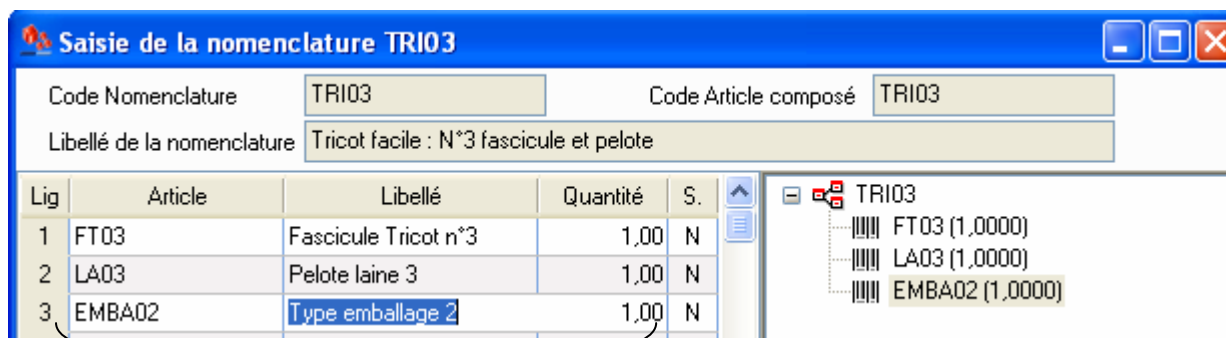 Saisie de la nomenclature TRI03
Code Nomenclature TRI03 Code Article composé TRI03
Libellé de la nomenclature Tricot facile : N°3 fascicule et pelote
Lig Article Libellé Quantité S.
1 FT03 Fascicule Tricot n°3 1,00 N
2 LA03 Pelote laine 3 1,00 N
3 EMBA02 Type emballage 2 1,00 N
TRI03
FT03 (1,0000)
LA03 (1,0000)
EMBA02 (1,0000)